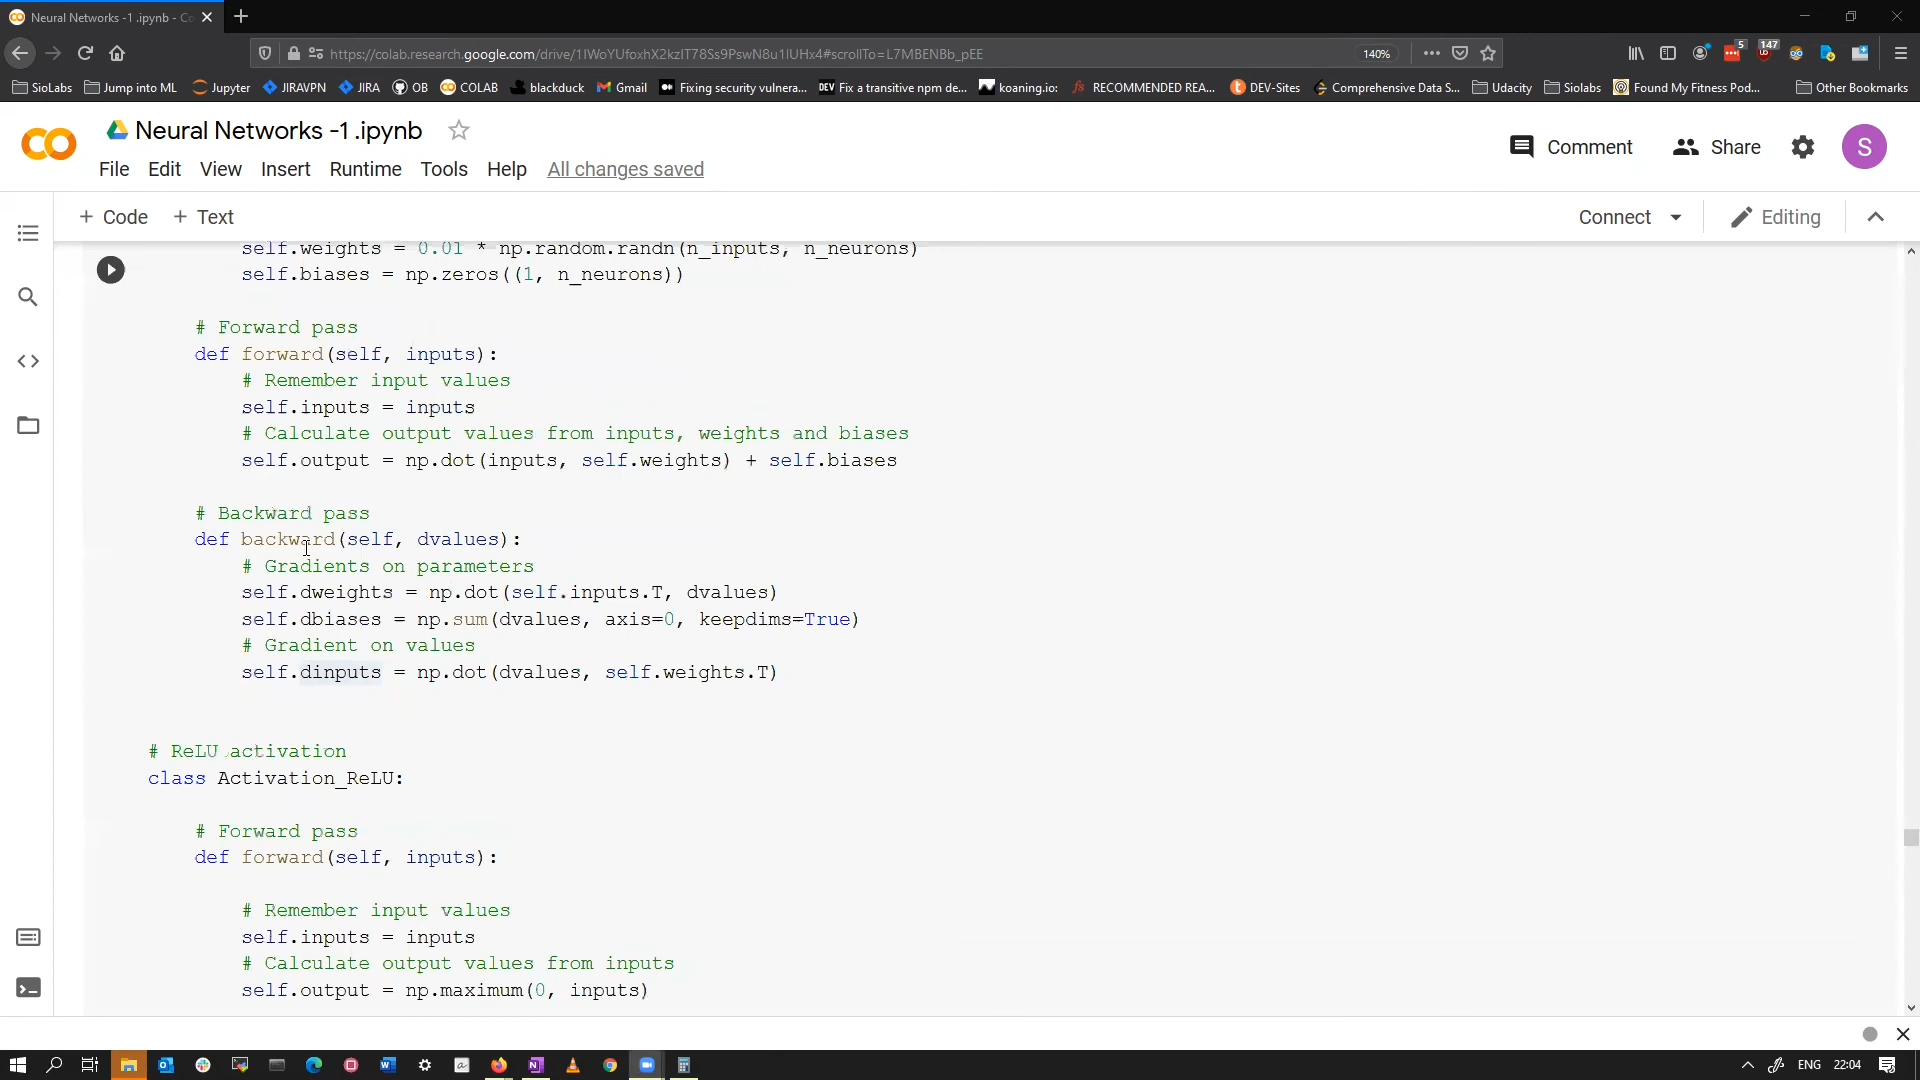 Neural Networks -1 .ipynb - Co
https://colab.research.google.com/drive/1IWoYUfoxhX2kzIT78Ss9PswN8u1IUHx4#scrollTo=L7MBENBb_pEE
140%
5
147
SioLabs
Jump into ML
Jupyter
JIRAVPN
JIRA
OB
COLAB
blackduck
Gmail
Fixing security vulnera...
DEV Fix a transitive npm de...
koaning.io:
RECOMMENDED REA...
DEV-Sites
Comprehensive Data S...
Udacity
Siolabs
Found My Fitness Pod...
Other Bookmarks
Neural Networks -1 .ipynb
Comment
Share
S
File Edit View Insert Runtime Tools Help All changes saved
+ Code + Text
Connect
Editing
self.weights = 0.01 * np.random.randn(n_inputs, n_neurons)
self.biases = np.zeros((1, n_neurons))
# Forward pass
def forward(self, inputs):
# Remember input values
self.inputs = inputs
# Calculate output values from inputs, weights and biases
self.output = np.dot(inputs, self.weights) + self.biases
# Backward pass
def backward(self, dvalues):
# Gradients on parameters
self.dweights = np.dot(self.inputs.T, dvalues)
self.dbiases = np.sum(dvalues, axis=0, keepdims=True)
# Gradient on values
self.dinputs = np.dot(dvalues, self.weights.T)
# ReLU activation
class Activation_ReLU:
# Forward pass
def forward(self, inputs):
# Remember input values
self.inputs = inputs
# Calculate output values from inputs
self.output = np.maximum(0, inputs)
ENG
22:04